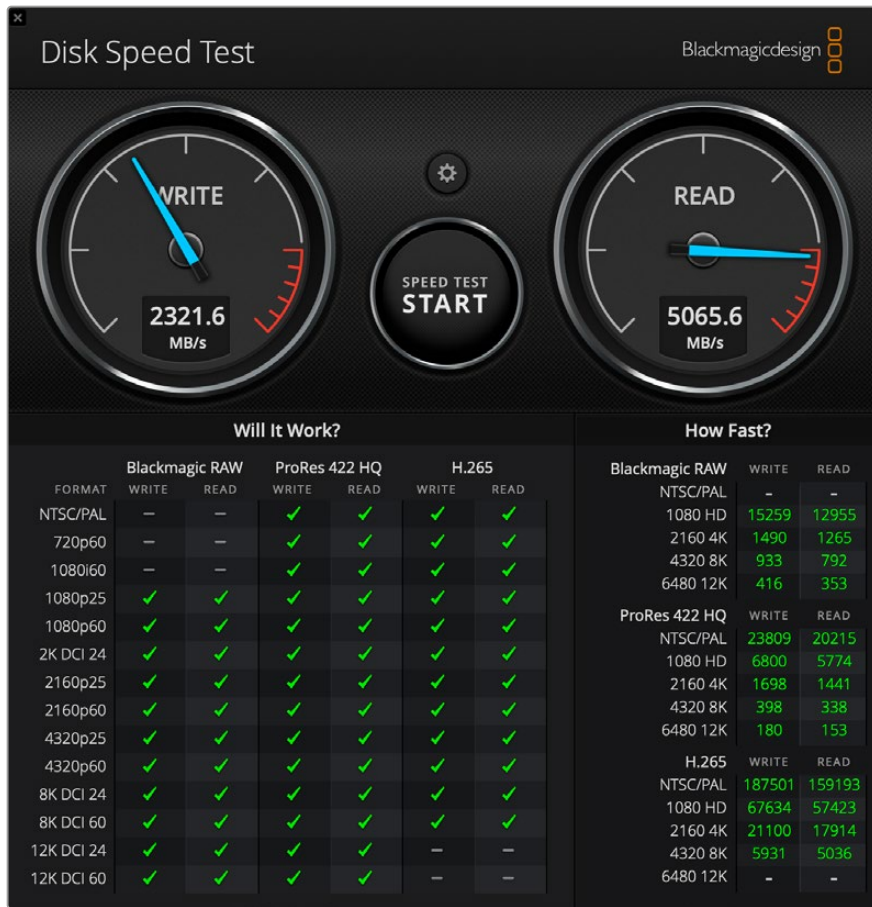 Disk Speed Test
Blackmagicdesign
WRITE
2321.6
MB/s
SPEED TEST
START
READ
5065.6
MB/s
Will It Work?
Blackmagic RAW ProRes 422 HQ H.265
FORMAT WRITE READ WRITE READ WRITE READ
NTSC/PAL – – ✓ ✓ ✓ ✓
720p60 – – ✓ ✓ ✓ ✓
1080i60 – – ✓ ✓ ✓ ✓
1080p25 ✓ ✓ ✓ ✓ ✓ ✓
1080p60 ✓ ✓ ✓ ✓ ✓ ✓
2K DCI 24 ✓ ✓ ✓ ✓ ✓ ✓
2160p25 ✓ ✓ ✓ ✓ ✓ ✓
2160p60 ✓ ✓ ✓ ✓ ✓ ✓
4320p25 ✓ ✓ ✓ ✓ ✓ ✓
4320p60 ✓ ✓ ✓ ✓ ✓ ✓
8K DCI 24 ✓ ✓ ✓ ✓ ✓ ✓
8K DCI 60 ✓ ✓ ✓ ✓ ✓ ✓
12K DCI 24 ✓ ✓ ✓ ✓ – –
12K DCI 60 ✓ ✓ ✓ ✓ – –
How Fast?
Blackmagic RAW WRITE READ
NTSC/PAL - -
1080 HD 15259 12955
2160 4K 1490 1265
4320 8K 933 792
6480 12K 416 353
ProRes 422 HQ WRITE READ
NTSC/PAL 23809 20215
1080 HD 6800 5774
2160 4K 1698 1441
4320 8K 398 338
6480 12K 180 153
H.265 WRITE READ
NTSC/PAL 187501 159193
1080 HD 67634 57423
2160 4K 21100 17914
4320 8K 5931 5036
6480 12K - -